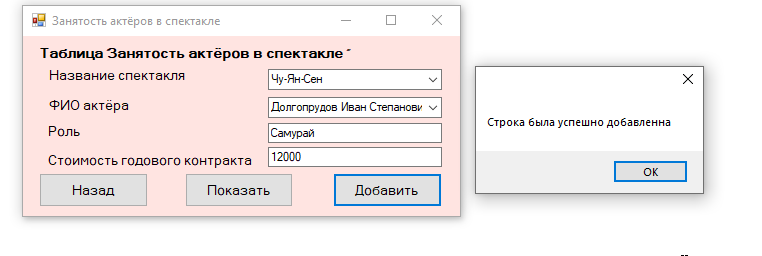 Занятость актёров в спектакле
Таблица Занятость актёров в спектакле´
Название спектакля
Чу-Ян-Сен
ФИО актёра
Долгопрудов Иван Степанови
Роль
Самурай
Стоимость годового контракта
12000
Назад
Показать
Добавить
Строка была успешно добавленна
ОК